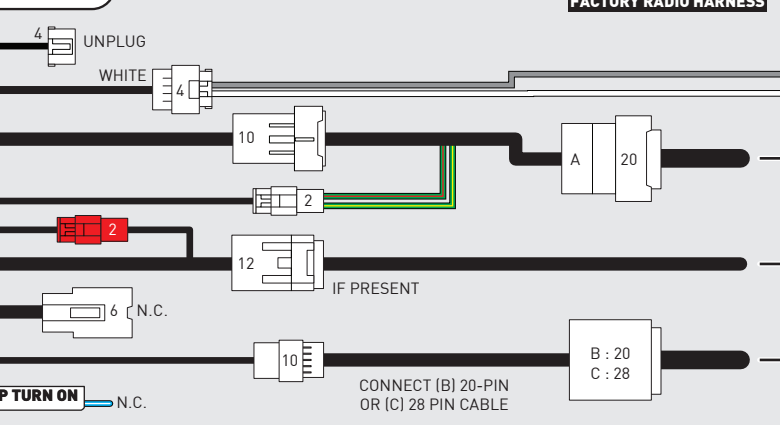 FACTORY RADIO HARNESS
4
UNPLUG
WHITE
4
10
A
20
2
2
12
IF PRESENT
6
N.C.
10
B : 20
C : 28
CONNECT (B) 20-PIN
OR (C) 28 PIN CABLE
P TURN ON
N.C.